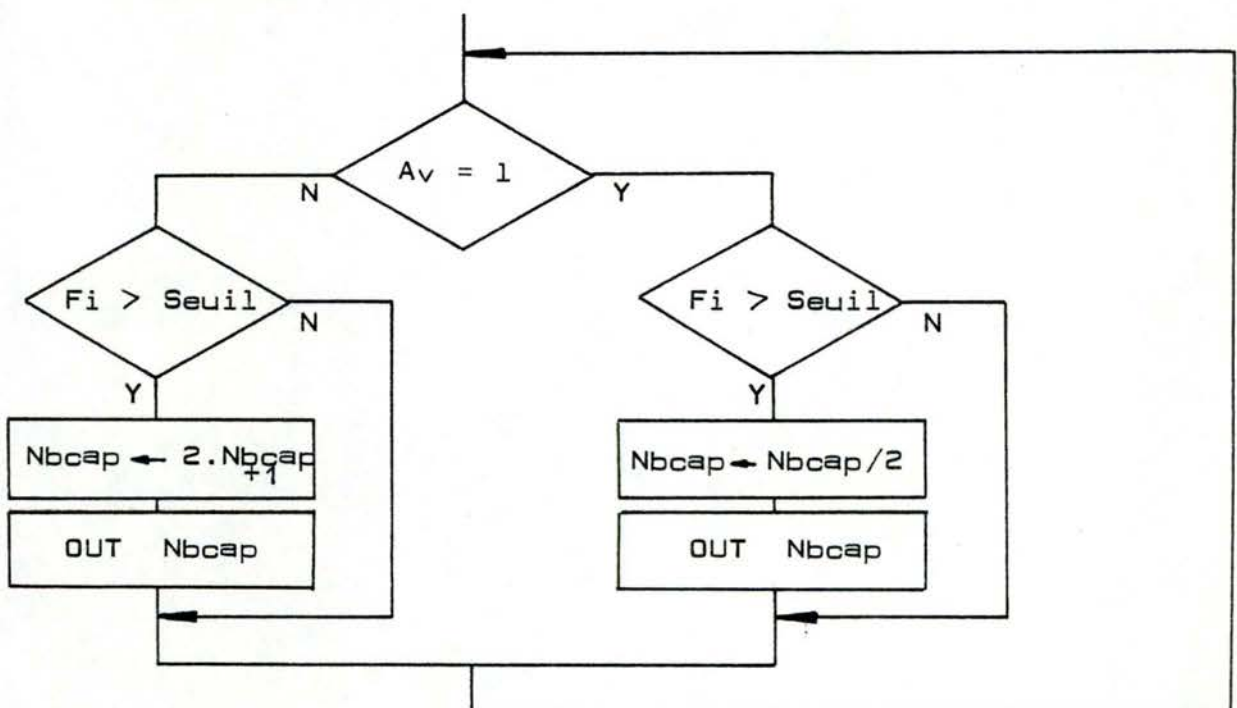 Av = 1
N
Y
Fi > Seuil
N
Y
Fi > Seuil
N
Y
Nbcap ← 2.Nbcap
+1
Nbcap ← Nbcap/2
OUT Nbcap
OUT Nbcap